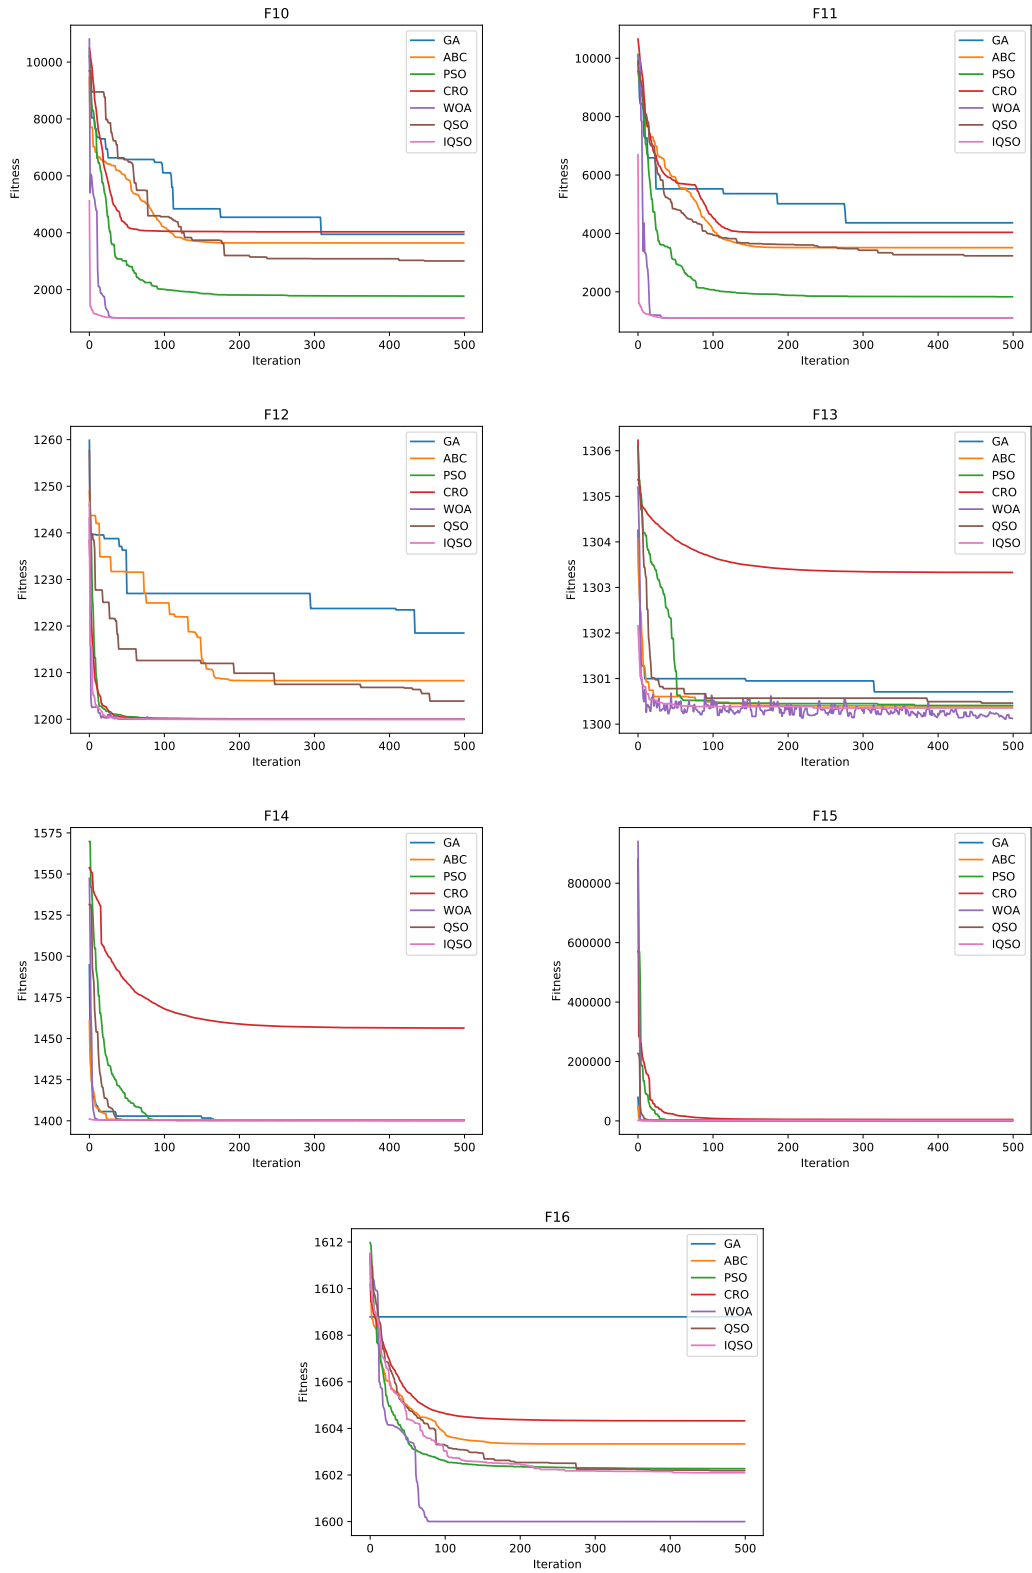 F10
10000
8000
6000
4000
2000
Fitness
0 100 200 300 400 500
Iteration
GA
ABC
PSO
CRO
WOA
QSO
IQSO
F11
10000
8000
6000
4000
2000
Fitness
0 100 200 300 400 500
Iteration
GA
ABC
PSO
CRO
WOA
QSO
IQSO
F12
1260
1250
1240
1230
1220
1210
1200
Fitness
0 100 200 300 400 500
Iteration
GA
ABC
PSO
CRO
WOA
QSO
IQSO
F13
1306
1305
1304
1303
1302
1301
1300
Fitness
0 100 200 300 400 500
Iteration
GA
ABC
PSO
CRO
WOA
QSO
IQSO
F14
1575
1550
1525
1500
1475
1450
1425
1400
Fitness
0 100 200 300 400 500
Iteration
GA
ABC
PSO
CRO
WOA
QSO
IQSO
F15
800000
600000
400000
200000
0
Fitness
0 100 200 300 400 500
Iteration
GA
ABC
PSO
CRO
WOA
QSO
IQSO
F16
1612
1610
1608
1606
1604
1602
1600
Fitness
0 100 200 300 400 500
Iteration
GA
ABC
PSO
CRO
WOA
QSO
IQSO